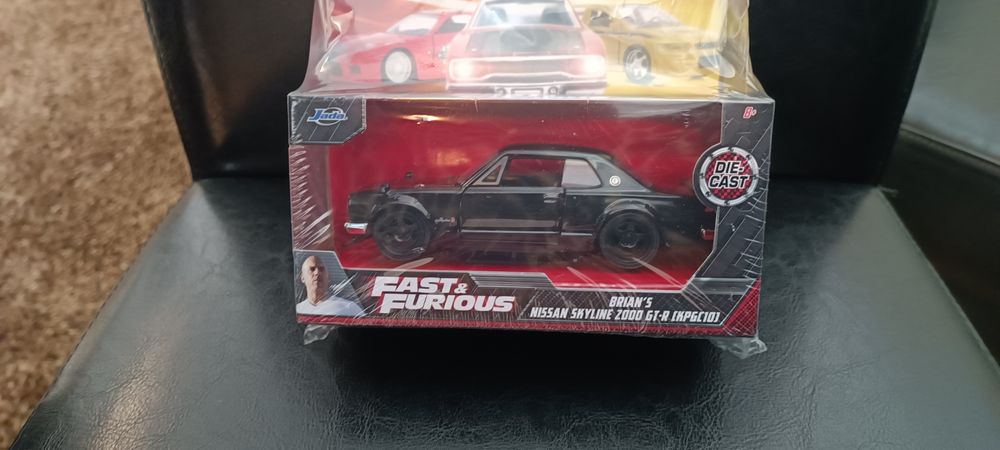 Jada
8+
DIE-
CAST
FAST &
FURIOUS
BRIAN'S
NISSAN SKYLINE 2000 GT-R [KPGC10]